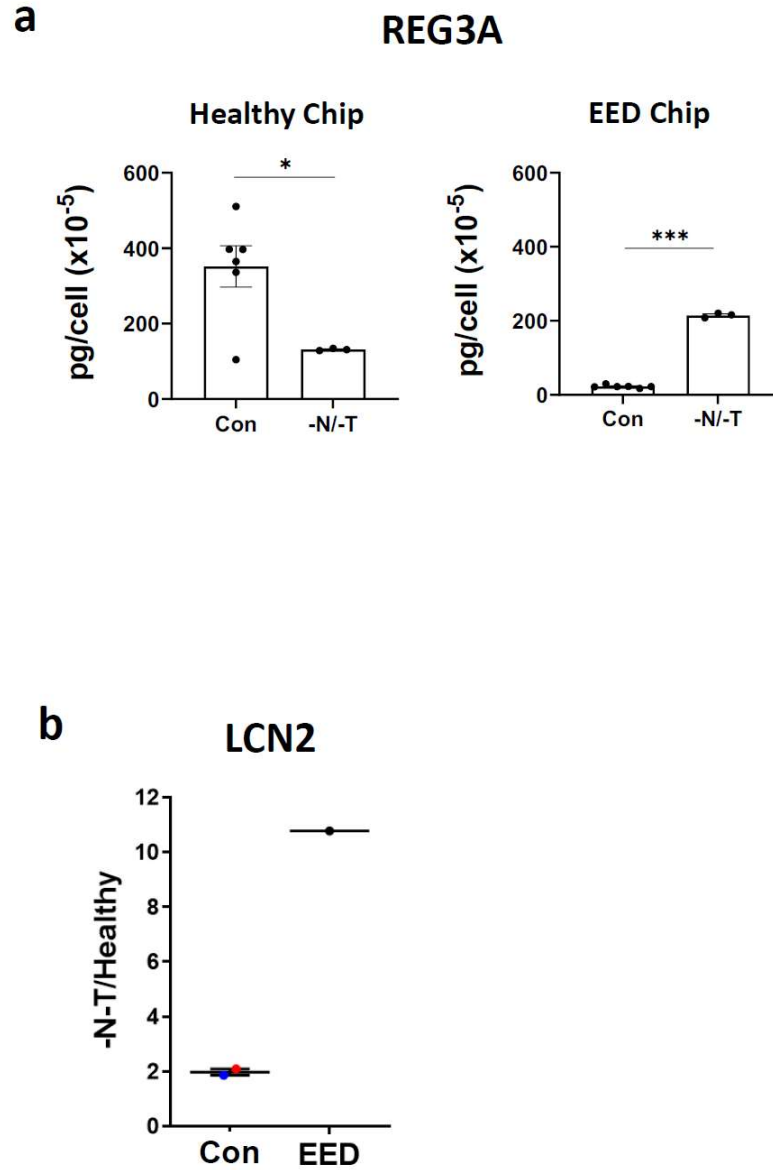 a
REG3A
Healthy Chip
EED Chip
pg/cell (x10⁻⁵)
600
400
200
0
*
Con
-N/-T
pg/cell (x10⁻⁵)
600
400
200
0
***
Con
-N/-T
b
LCN2
-N-T/Healthy
12
10
8
6
4
2
0
Con
EED